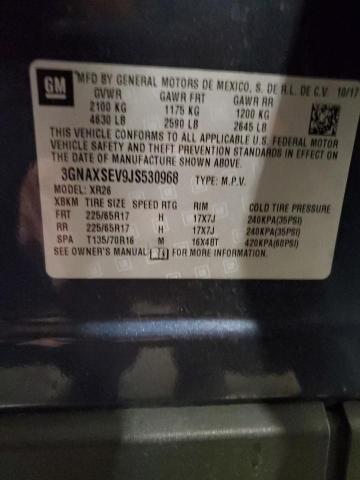 GM MFD BY GENERAL MOTORS DE MEXICO, S. DE R.L. DE C.V. 10/17
GVWR GAWR FRT GAWR RR
2100 KG 1175 KG 1200 KG
4630 LB 2590 LB 2645 LB
THIS VEHICLE CONFORMS TO ALL APPLICABLE U.S. FEDERAL MOTOR
VEHICLE SAFETY AND THEFT PREVENTION STANDARDS IN EFFECT ON
THE DATE OF MANUFACTURE SHOWN ABOVE.
3GNAXSEV9JS530968 TYPE: M.P.V.
MODEL: XR26
XBKM TIRE SIZE SPEED RTG RIM COLD TIRE PRESSURE
FRT 225/65R17 H 17X7J 240KPA(35PSI)
RR 225/65R17 H 17X7J 240KPA(35PSI)
SPA T135/70R16 M 16X4BT 420KPA(60PSI)
SEE OWNER'S MANUAL FOR MORE INFORMATION.